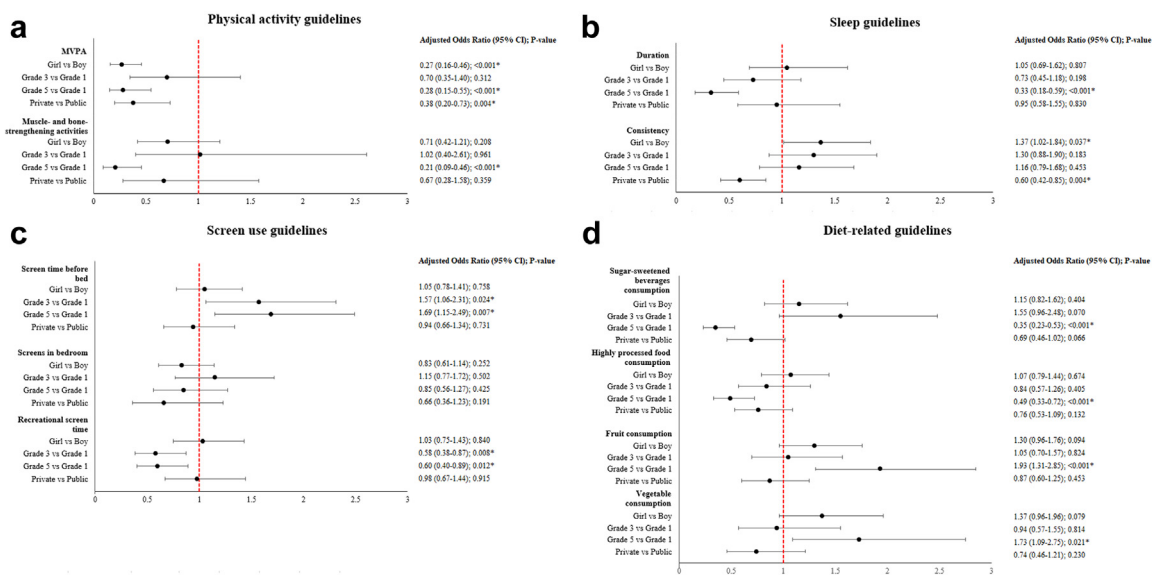 a
Physical activity guidelines
Adjusted Odds Ratio (95% CI); P-value
MVPA
Girl vs Boy
0.27 (0.16-0.46); <0.001*
Grade 3 vs Grade 1
0.70 (0.35-1.40); 0.312
Grade 5 vs Grade 1
0.28 (0.15-0.55); <0.001*
Private vs Public
0.38 (0.20-0.73); 0.004*
Muscle- and bone-
strengthening activities
Girl vs Boy
0.71 (0.42-1.21); 0.208
Grade 3 vs Grade 1
1.02 (0.40-2.61); 0.961
Grade 5 vs Grade 1
0.21 (0.09-0.46); <0.001*
Private vs Public
0.67 (0.28-1.58); 0.359
0 0.5 1 1.5 2 2.5 3
b
Sleep guidelines
Adjusted Odds Ratio (95% CI); P-value
Duration
Girl vs Boy
1.05 (0.69-1.62); 0.807
Grade 3 vs Grade 1
0.73 (0.45-1.18); 0.198
Grade 5 vs Grade 1
0.33 (0.18-0.59); <0.001*
Private vs Public
0.95 (0.58-1.55); 0.830
Consistency
Girl vs Boy
1.37 (1.02-1.84); 0.037*
Grade 3 vs Grade 1
1.30 (0.88-1.90); 0.183
Grade 5 vs Grade 1
1.16 (0.79-1.68); 0.453
Private vs Public
0.60 (0.42-0.85); 0.004*
0 0.5 1 1.5 2 2.5 3
c
Screen use guidelines
Adjusted Odds Ratio (95% CI); P-value
Screen time before
bed
Girl vs Boy
1.05 (0.78-1.41); 0.758
Grade 3 vs Grade 1
1.57 (1.06-2.31); 0.024*
Grade 5 vs Grade 1
1.69 (1.15-2.49); 0.007*
Private vs Public
0.94 (0.66-1.34); 0.731
Screens in bedroom
Girl vs Boy
0.83 (0.61-1.14); 0.252
Grade 3 vs Grade 1
1.15 (0.77-1.72); 0.502
Grade 5 vs Grade 1
0.85 (0.56-1.27); 0.425
Private vs Public
0.66 (0.36-1.23); 0.191
Recreational screen
time
Girl vs Boy
1.03 (0.75-1.43); 0.840
Grade 3 vs Grade 1
0.58 (0.38-0.87); 0.008*
Grade 5 vs Grade 1
0.60 (0.40-0.89); 0.012*
Private vs Public
0.98 (0.67-1.44); 0.915
0 0.5 1 1.5 2 2.5 3
d
Diet-related guidelines
Adjusted Odds Ratio (95% CI); P-value
Sugar-sweetened
beverages
consumption
Girl vs Boy
1.15 (0.82-1.62); 0.404
Grade 3 vs Grade 1
1.55 (0.96-2.48); 0.070
Grade 5 vs Grade 1
0.35 (0.23-0.53); <0.001*
Private vs Public
0.69 (0.46-1.02); 0.066
Highly processed food
consumption
Girl vs Boy
1.07 (0.79-1.44); 0.674
Grade 3 vs Grade 1
0.84 (0.57-1.26); 0.405
Grade 5 vs Grade 1
0.49 (0.33-0.72); <0.001*
Private vs Public
0.76 (0.53-1.09); 0.132
Fruit consumption
Girl vs Boy
1.30 (0.96-1.76); 0.094
Grade 3 vs Grade 1
1.05 (0.70-1.57); 0.824
Grade 5 vs Grade 1
1.93 (1.31-2.85); <0.001*
Private vs Public
0.87 (0.60-1.25); 0.453
Vegetable
consumption
Girl vs Boy
1.37 (0.96-1.96); 0.079
Grade 3 vs Grade 1
0.94 (0.57-1.55); 0.814
Grade 5 vs Grade 1
1.73 (1.09-2.75); 0.021*
Private vs Public
0.74 (0.46-1.21); 0.230
0 0.5 1 1.5 2 2.5 3